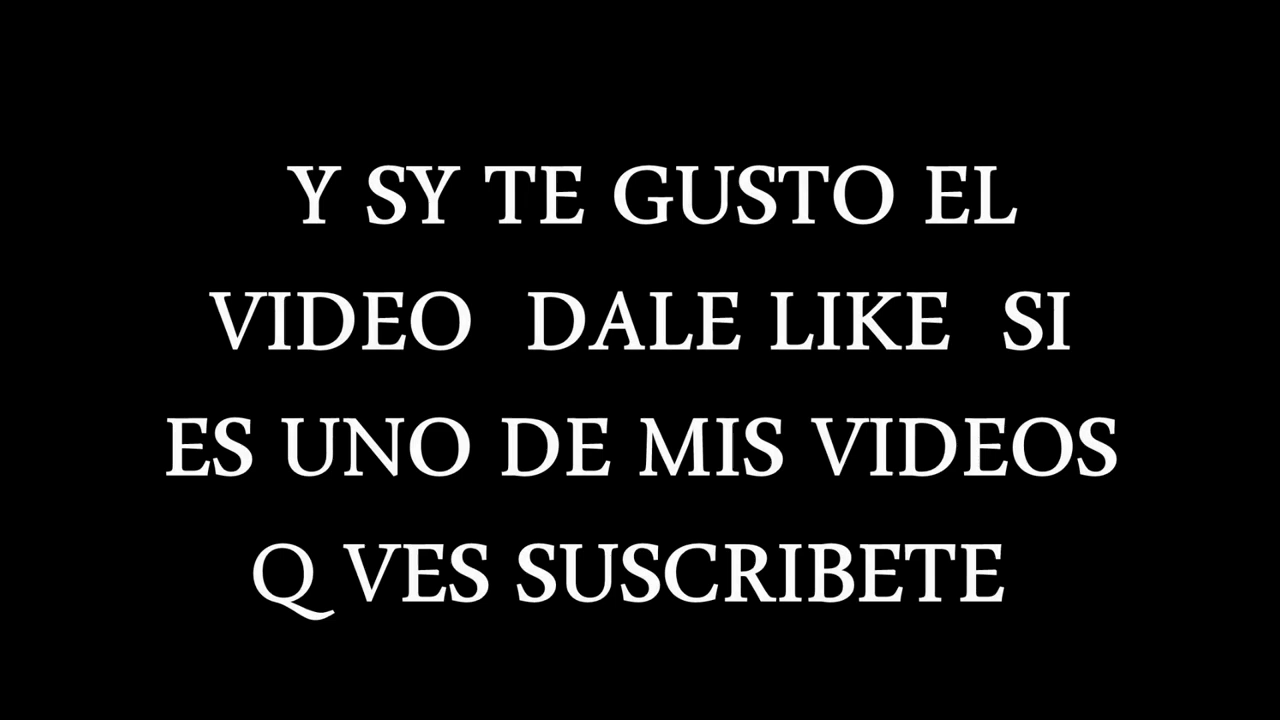 Y SY TE GUSTO EL
VIDEO  DALE LIKE  SI
ES UNO DE MIS VIDEOS
Q VES SUSCRIBETE